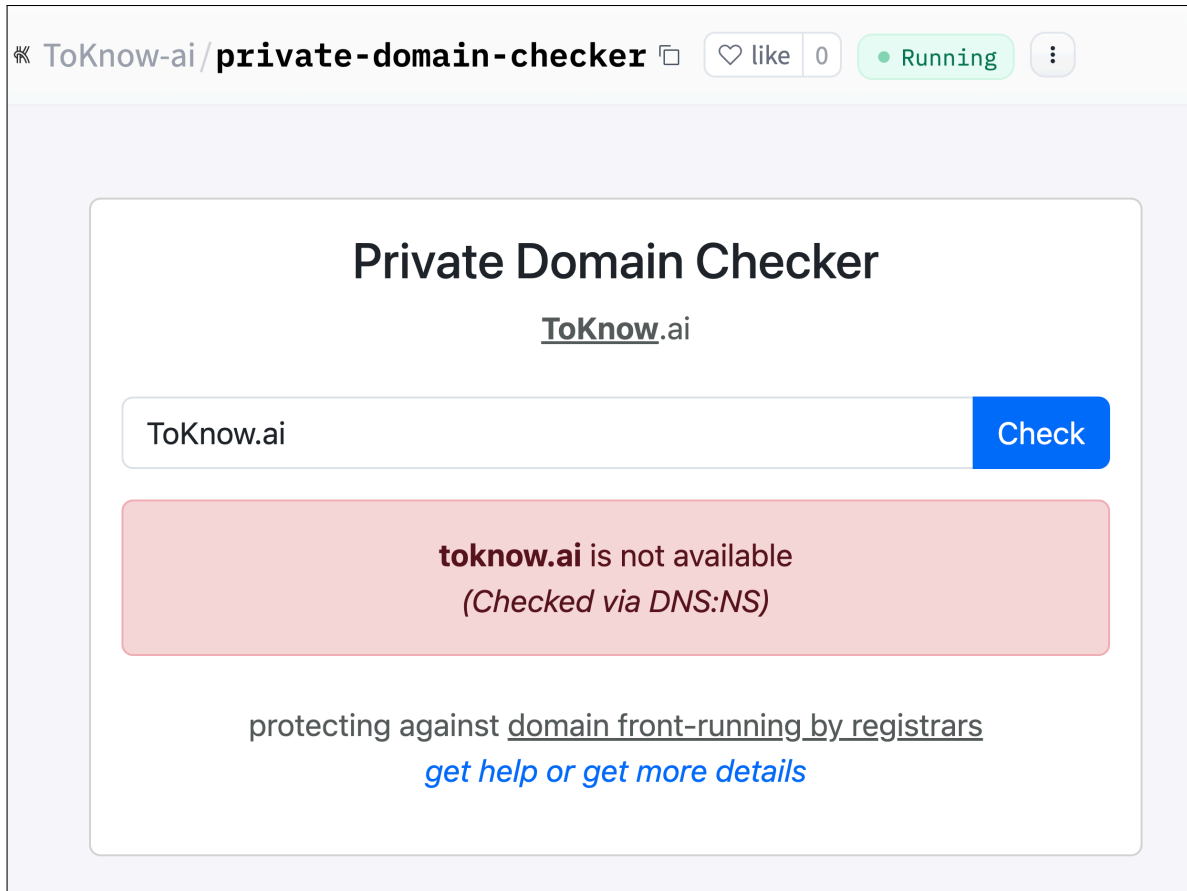 ToKnow-ai/private-domain-checker like 0 Running
Private Domain Checker
ToKnow.ai
ToKnow.ai Check
toknow.ai is not available
(Checked via DNS:NS)
protecting against domain front-running by registrars
get help or get more details